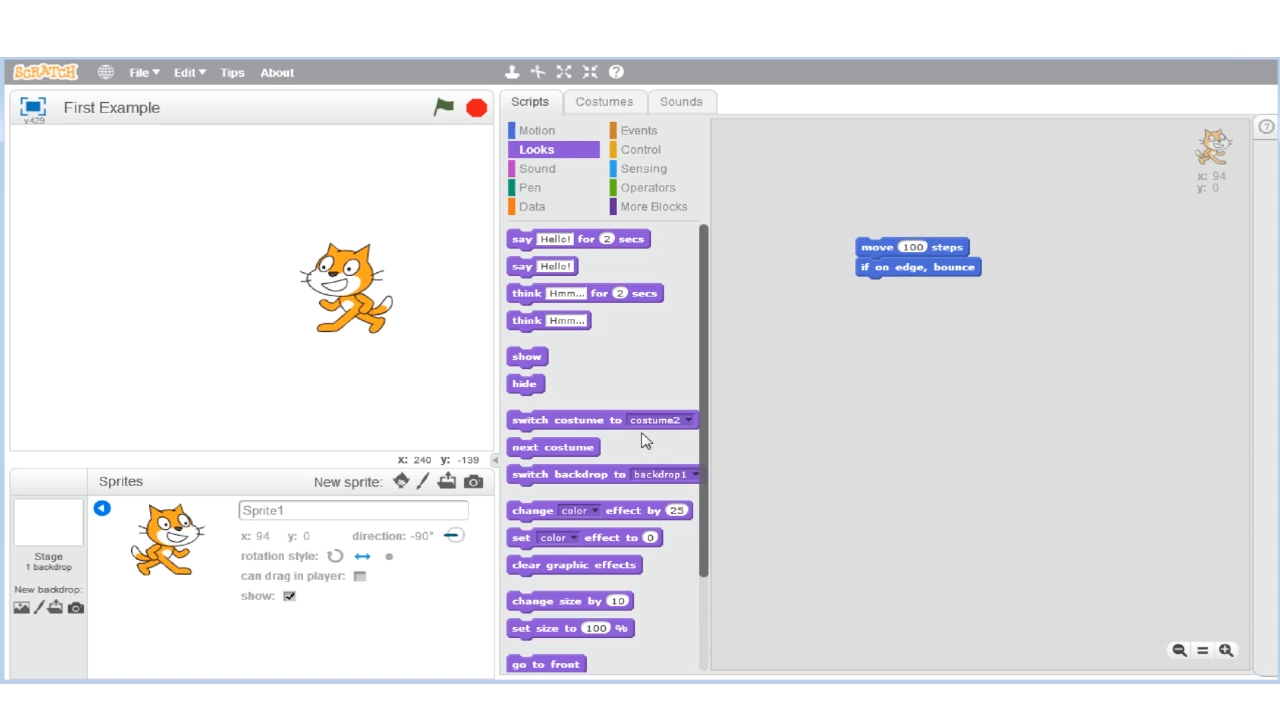 SCRATCH File Edit Tips About
First Example
v429
x: 240 y: -139
Sprites New sprite:
Sprite1
x: 94 y: 0 direction: -90°
rotation style:
can drag in player:
show:
Stage
1 backdrop
New backdrop:
Scripts Costumes Sounds
Motion Events
Looks Control
Sound Sensing
Pen Operators
Data More Blocks
say Hello! for 2 secs
say Hello!
think Hmm... for 2 secs
think Hmm...
show
hide
switch costume to costume2
next costume
switch backdrop to backdrop1
change color effect by 25
set color effect to 0
clear graphic effects
change size by 10
set size to 100 %
go to front
move 100 steps
if on edge, bounce
x: 94
y: 0